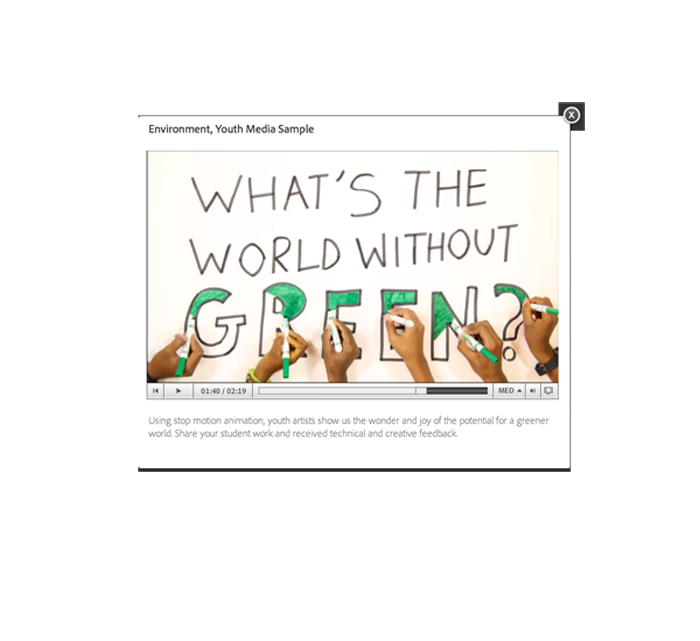 X
Environment, Youth Media Sample
WHAT'S THE
WORLD WITHOUT
GREEN?
01:40 / 02:19
MED
Using stop motion animation, youth artists show us the wonder and joy of the potential for a greener
world. Share your student work and received technical and creative feedback.